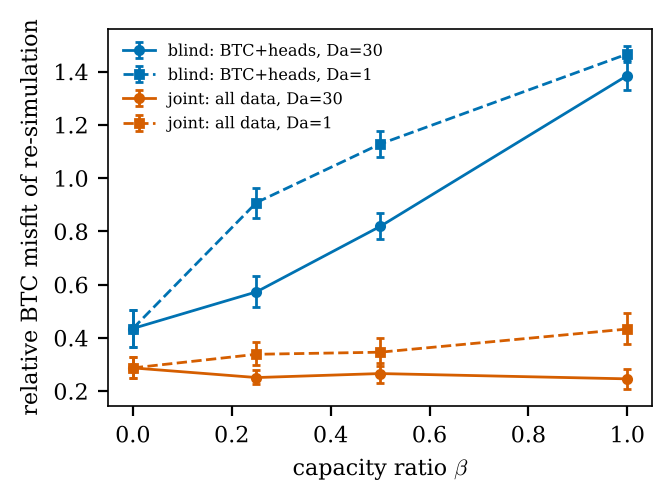 relative BTC misfit of re-simulation
blind: BTC+heads, Da=30
blind: BTC+heads, Da=1
joint: all data, Da=30
joint: all data, Da=1
1.4
1.2
1.0
0.8
0.6
0.4
0.2
0.0 0.2 0.4 0.6 0.8 1.0
capacity ratio β